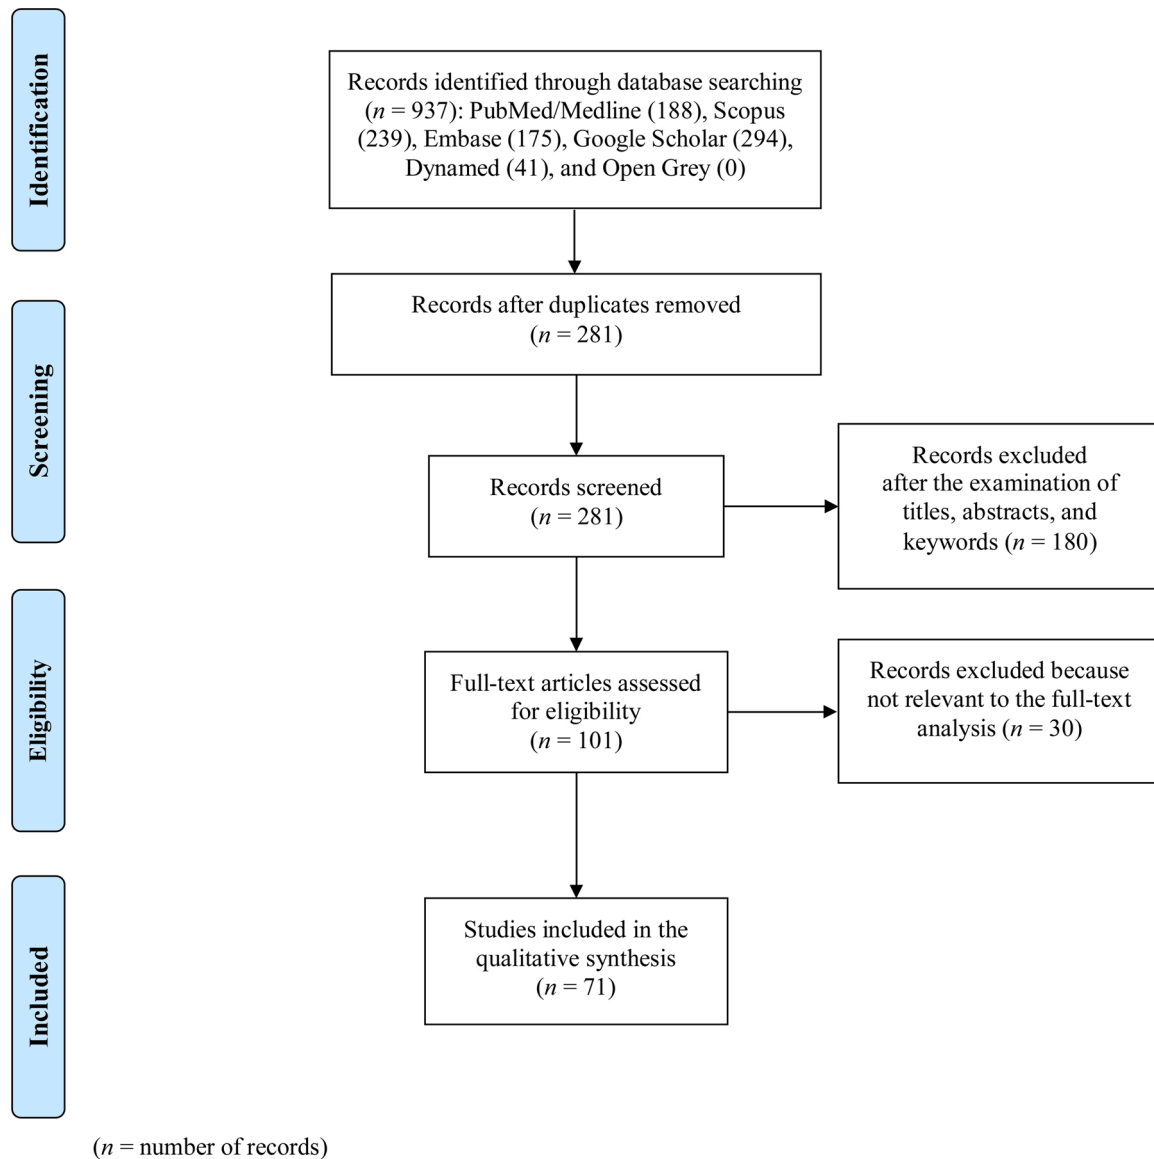 Identification
Records identified through database searching
(n = 937): PubMed/Medline (188), Scopus
(239), Embase (175), Google Scholar (294),
Dynamed (41), and Open Grey (0)
Screening
Records after duplicates removed
(n = 281)
Records screened
(n = 281)
Records excluded
after the examination of
titles, abstracts, and
keywords (n = 180)
Eligibility
Full-text articles assessed
for eligibility
(n = 101)
Records excluded because
not relevant to the full-text
analysis (n = 30)
Included
Studies included in the
qualitative synthesis
(n = 71)
(n = number of records)